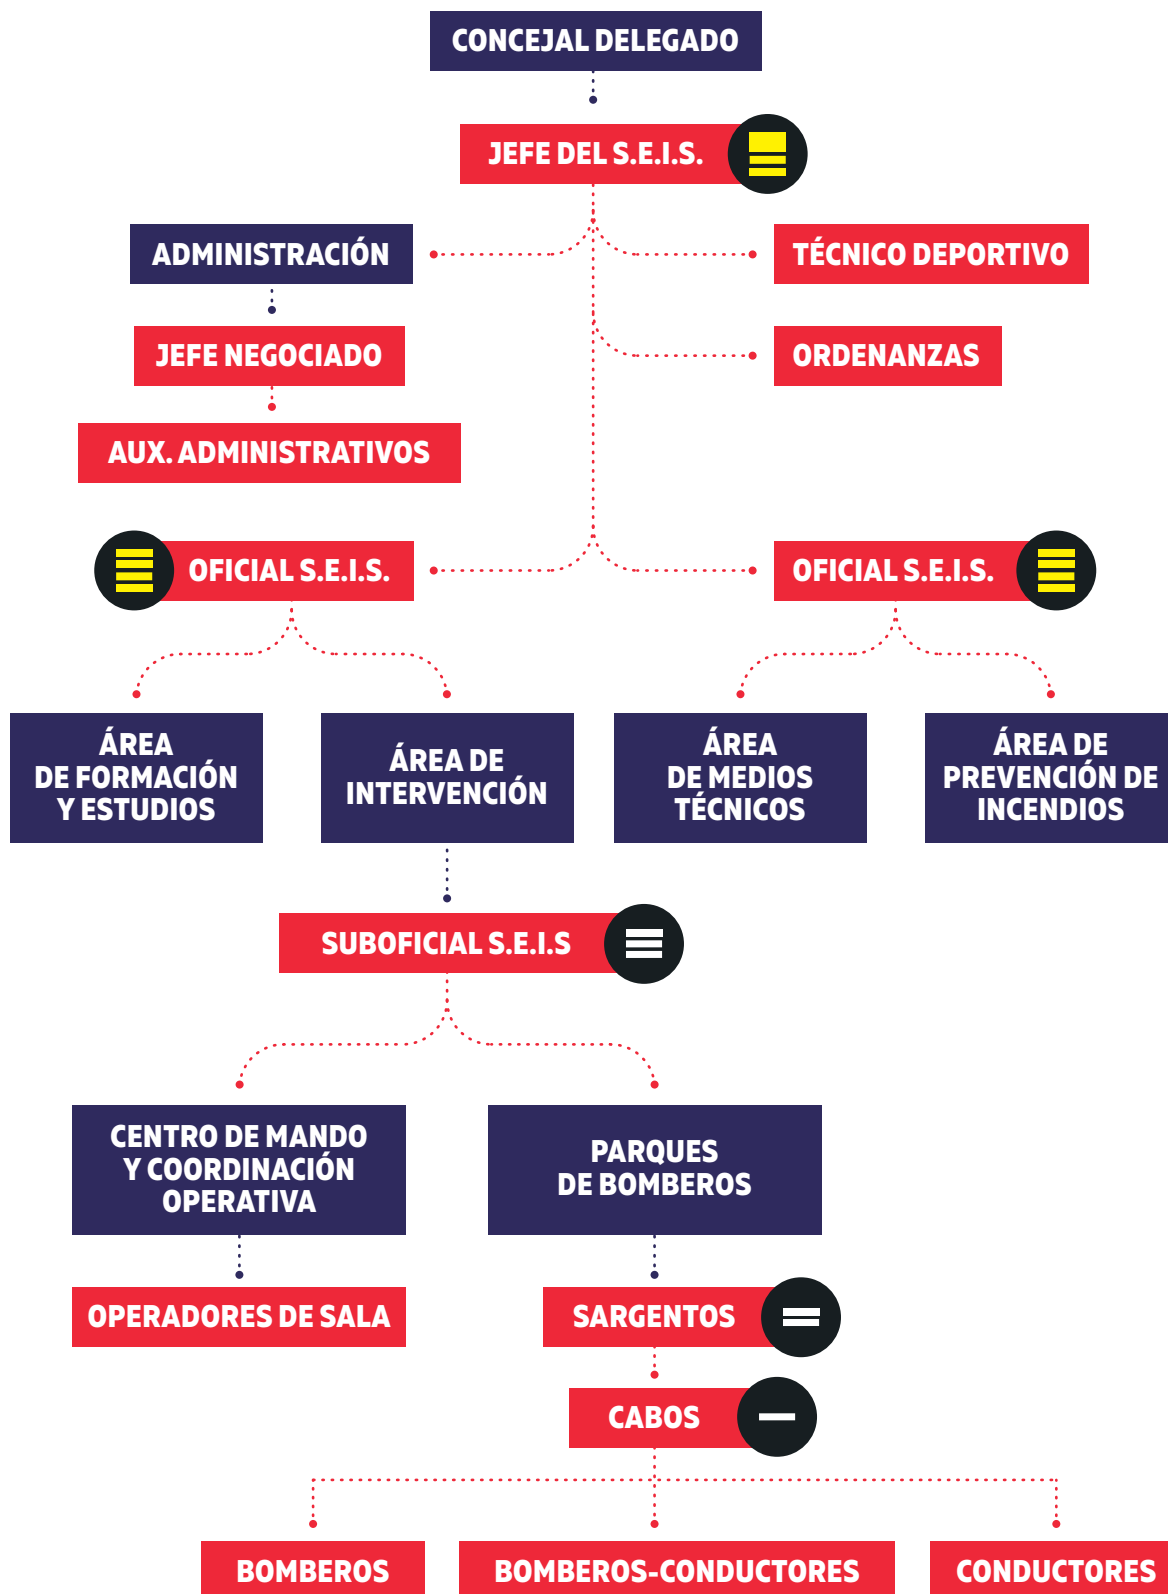 CONCEJAL DELEGADO
JEFE DEL S.E.I.S.
ADMINISTRACIÓN
TÉCNICO DEPORTIVO
JEFE NEGOCIADO
ORDENANZAS
AUX. ADMINISTRATIVOS
OFICIAL S.E.I.S.
OFICIAL S.E.I.S.
ÁREA
DE FORMACIÓN
Y ESTUDIOS
ÁREA DE
INTERVENCIÓN
ÁREA
DE MEDIOS
TÉCNICOS
ÁREA DE
PREVENCIÓN DE
INCENDIOS
SUBOFICIAL S.E.I.S
CENTRO DE MANDO
Y COORDINACIÓN
OPERATIVA
PARQUES
DE BOMBEROS
OPERADORES DE SALA
SARGENTOS
CABOS
BOMBEROS
BOMBEROS-CONDUCTORES
CONDUCTORES